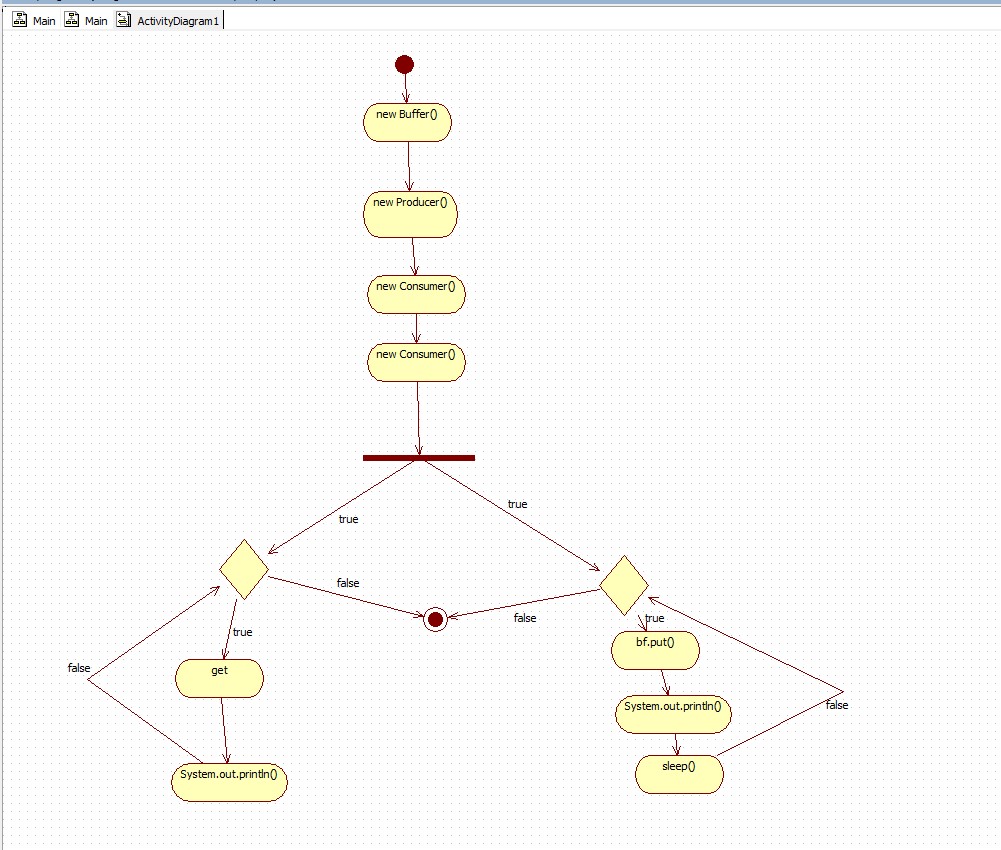 Main Main ActivityDiagram1
new Buffer()
new Producer()
new Consumer()
new Consumer()
true
true
false
false
true
true
get
bf.put()
false
false
System.out.println()
System.out.println()
sleep()